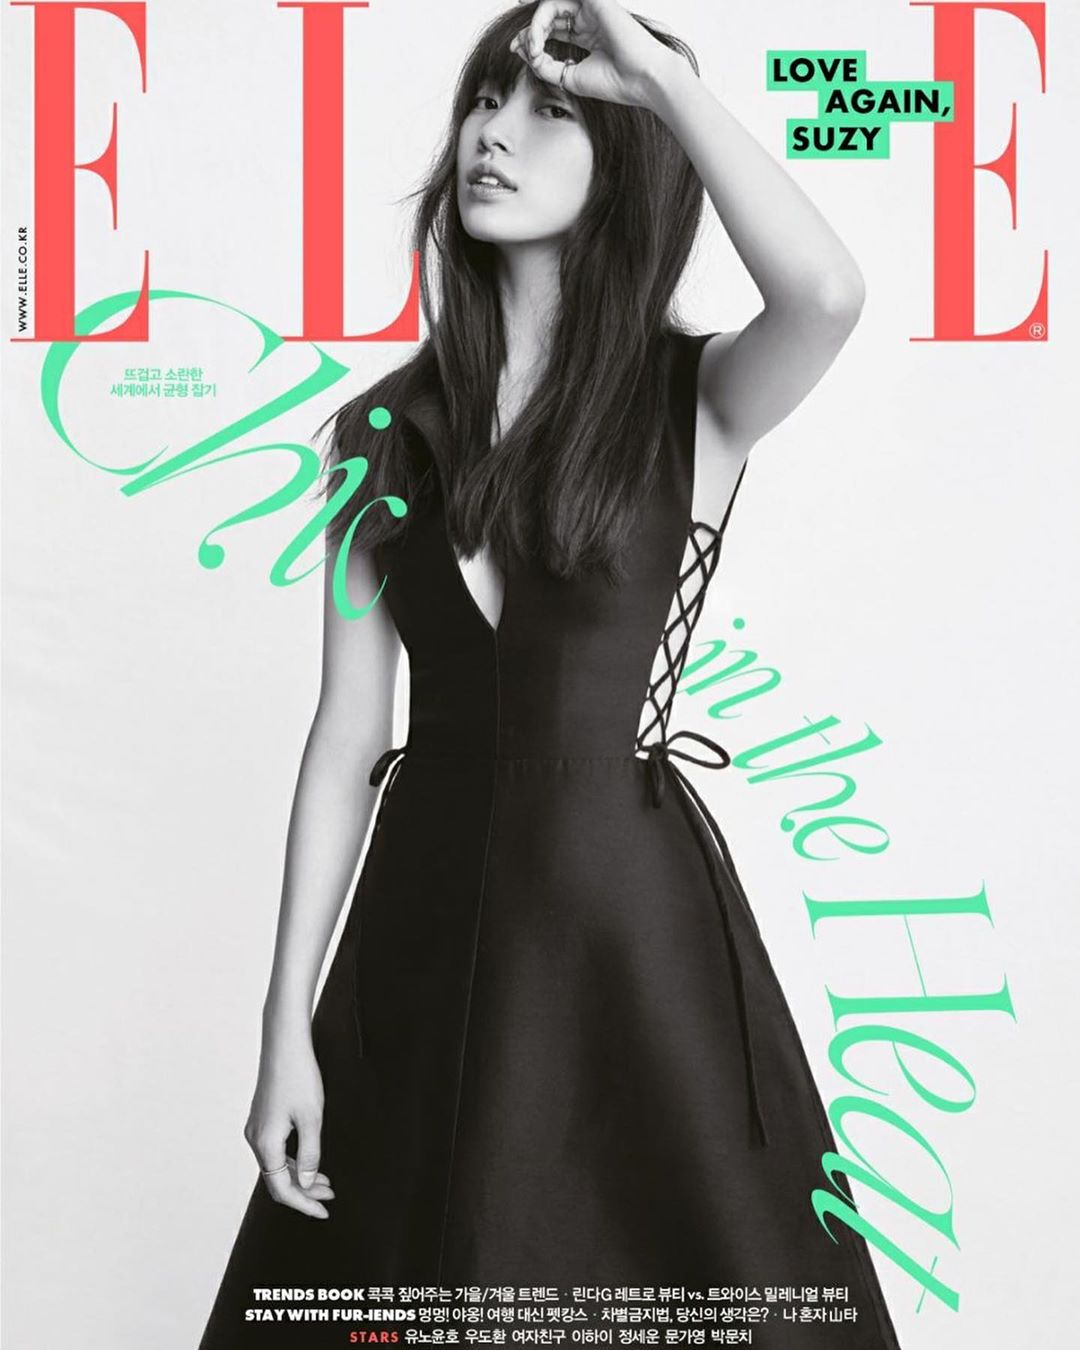 ELLE
LOVE
AGAIN,
SUZY
WWW.ELLE.CO.KR
®
Chic
뜨겁고 소란한
세계에서 균형 잡기
in the Heat
TRENDS BOOK 콕콕 짚어주는 가을/겨울 트렌드 · 린다G 레트로 뷰티 vs. 트와이스 밀레니얼 뷰티
STAY WITH FUR-IENDS 멍멍! 야옹! 여행 대신 펫캉스 · 차별금지법, 당신의 생각은? · 나 혼자 山타
STARS 유노윤호 우도환 여자친구 이하이 정세운 문가영 박문치